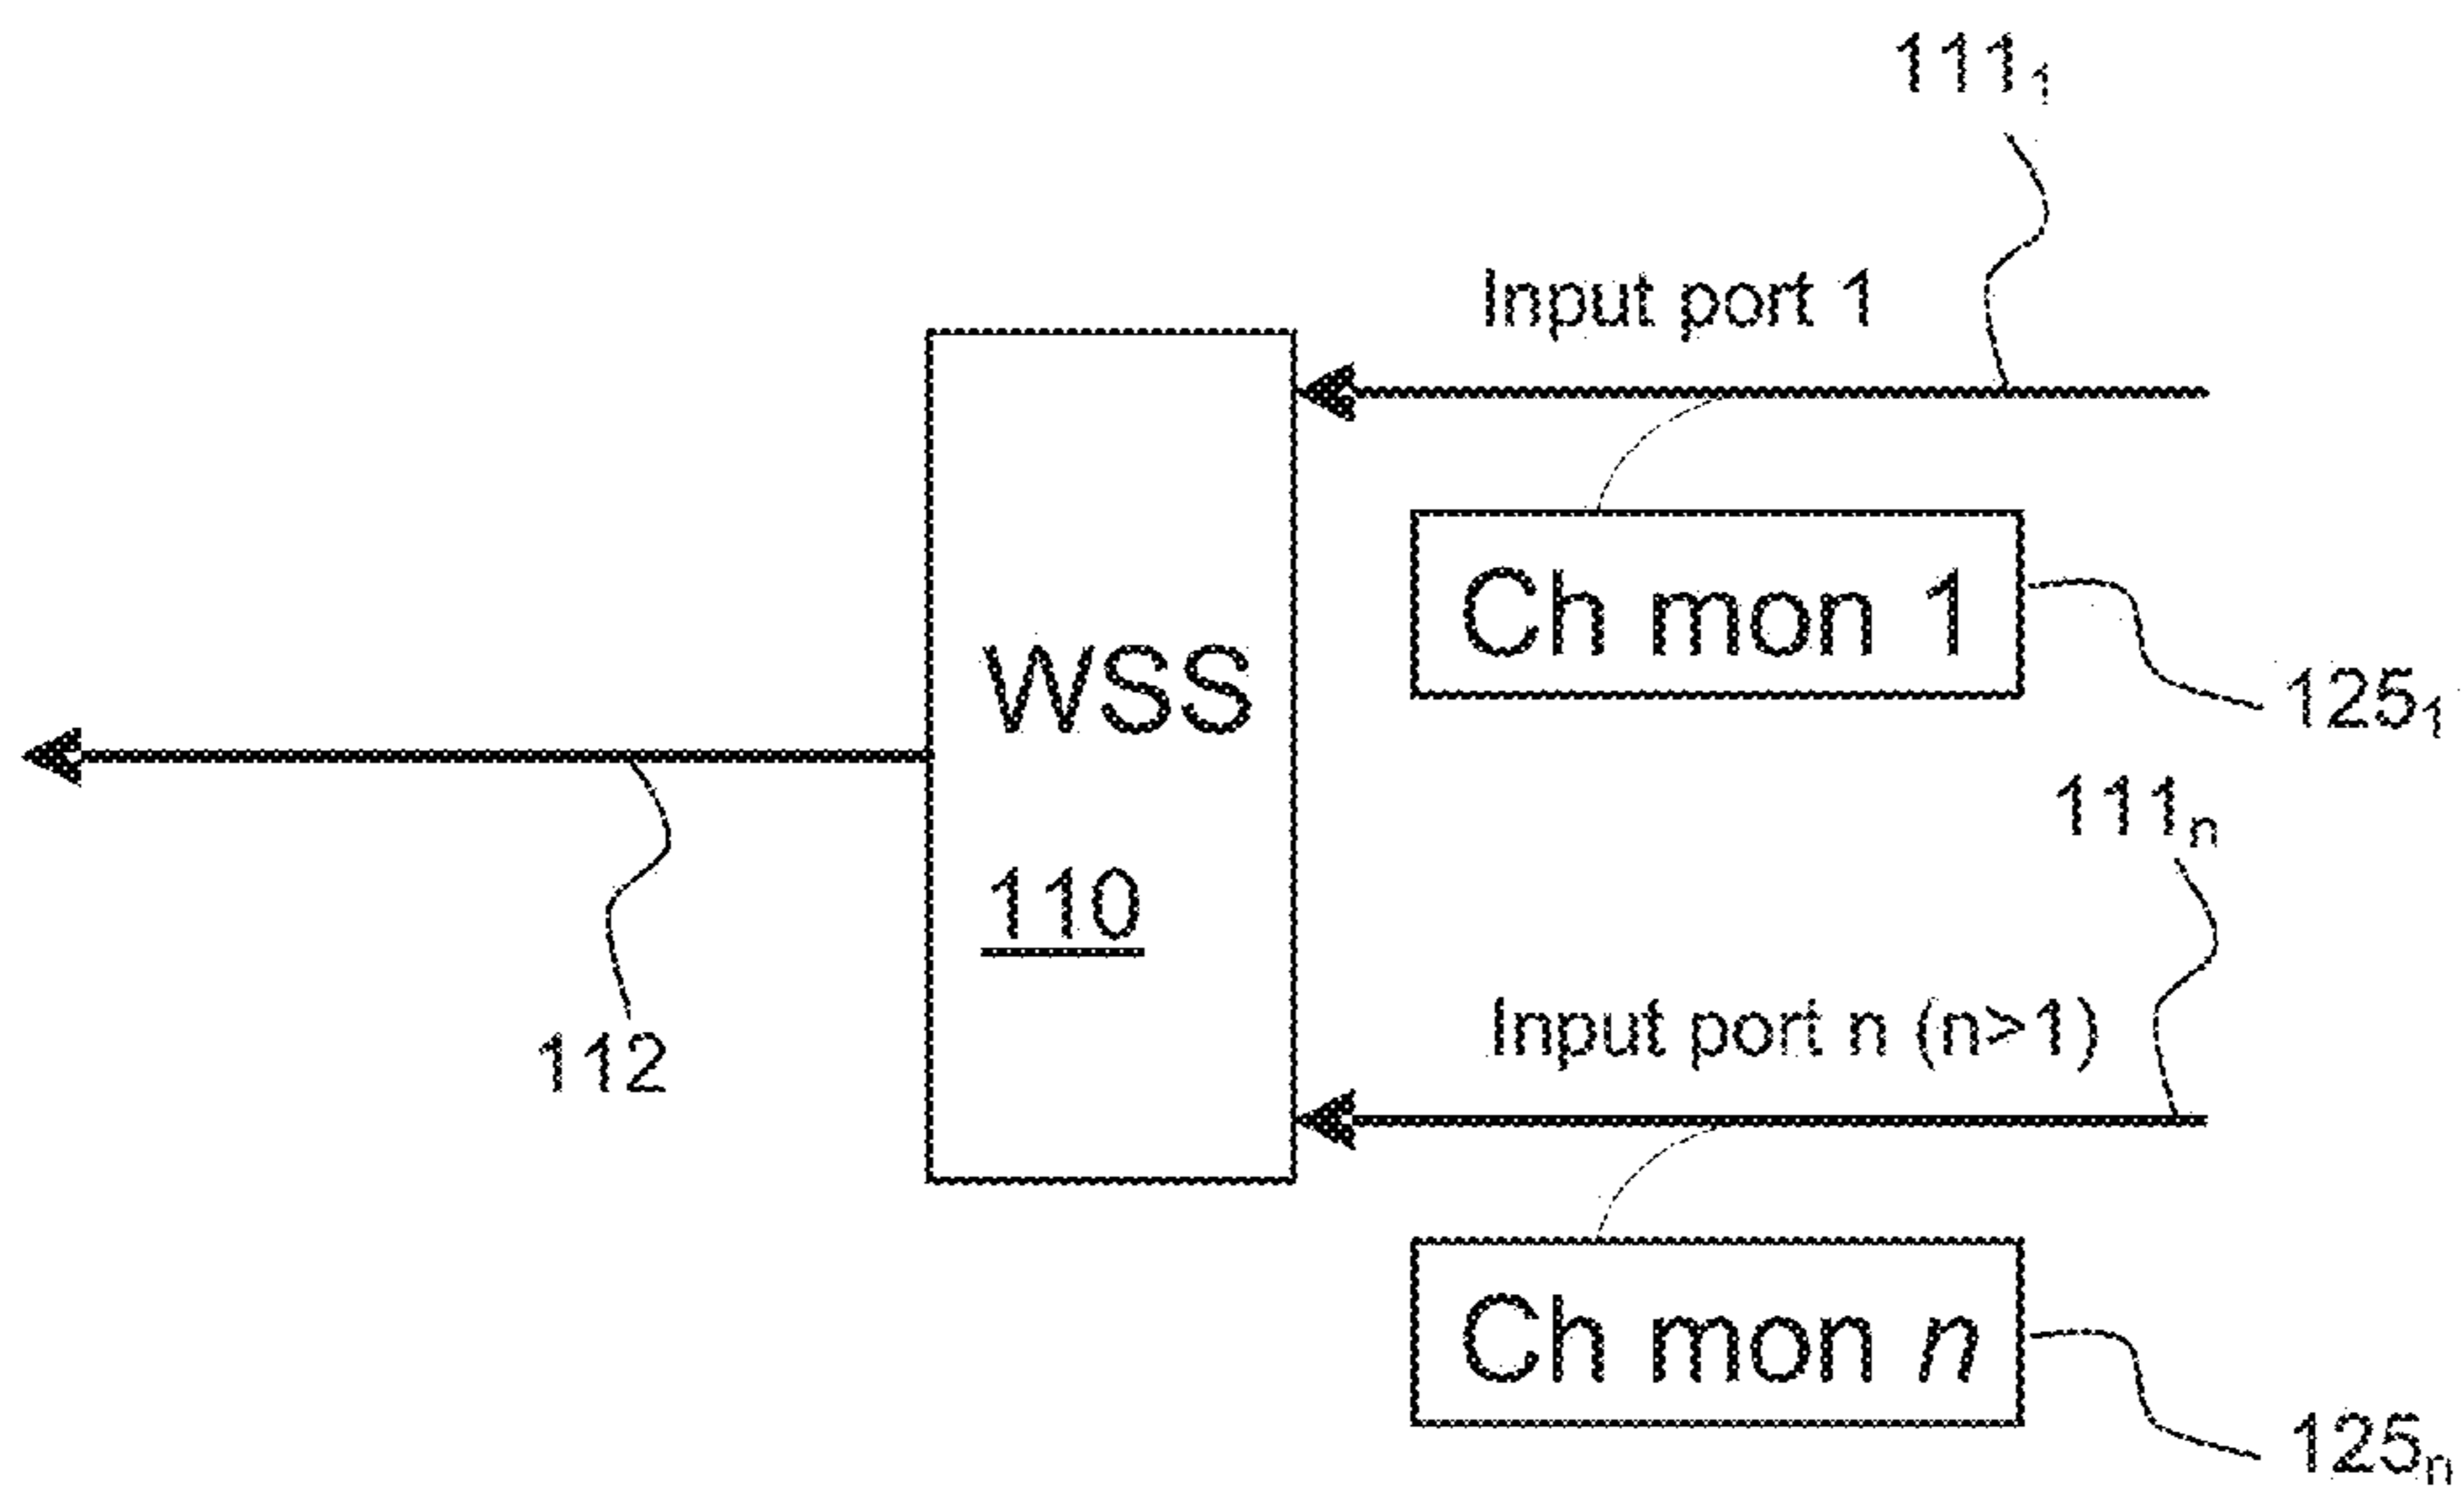 111₁
Input port 1
Ch mon 1
WSS
125₁
111ₙ
110
Input port n (n>1)
112
Ch mon n
125ₙ